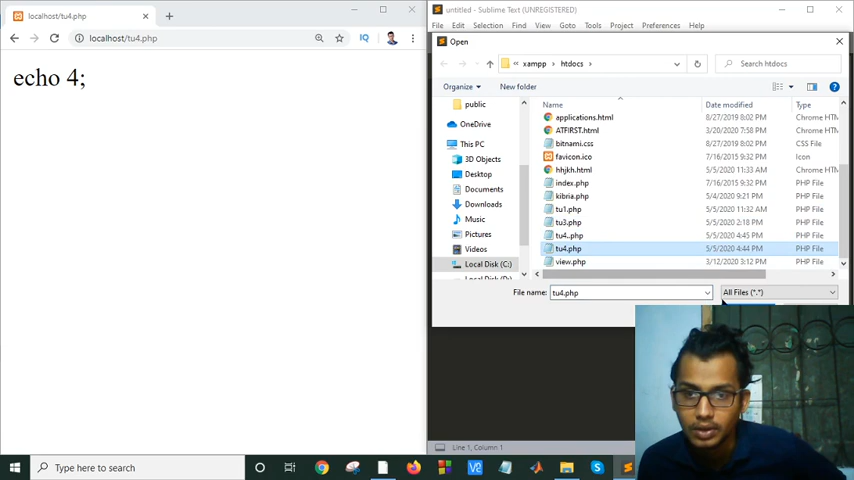 localhost/tu4.php
localhost/tu4.php
IQ
echo 4;
untitled - Sublime Text (UNREGISTERED)
File Edit Selection Find View Goto Tools Project Preferences Help
Open
« xampp › htdocs ›
Search htdocs
Organize
New folder
public
OneDrive
This PC
3D Objects
Desktop
Documents
Downloads
Music
Pictures
Videos
Local Disk (C:)
Name Date modified Type
applications.html 8/27/2019 8:02 PM Chrome HTM
ATFIRST.html 3/20/2020 7:58 PM Chrome HTM
bitnami.css 8/27/2019 8:02 PM CSS File
favicon.ico 7/16/2015 9:32 PM Icon
hhjkh.html 5/5/2020 11:33 AM Chrome HTM
index.php 7/16/2015 9:32 PM PHP File
kibria.php 5/4/2020 9:21 PM PHP File
tu1.php 5/5/2020 11:32 AM PHP File
tu3.php 5/5/2020 2:18 PM PHP File
tu4..php 5/5/2020 4:45 PM PHP File
tu4.php 5/5/2020 4:44 PM PHP File
view.php 3/12/2020 3:12 PM PHP File
File name: tu4.php
All Files (*.*)
Line 1, Column 1
Type here to search